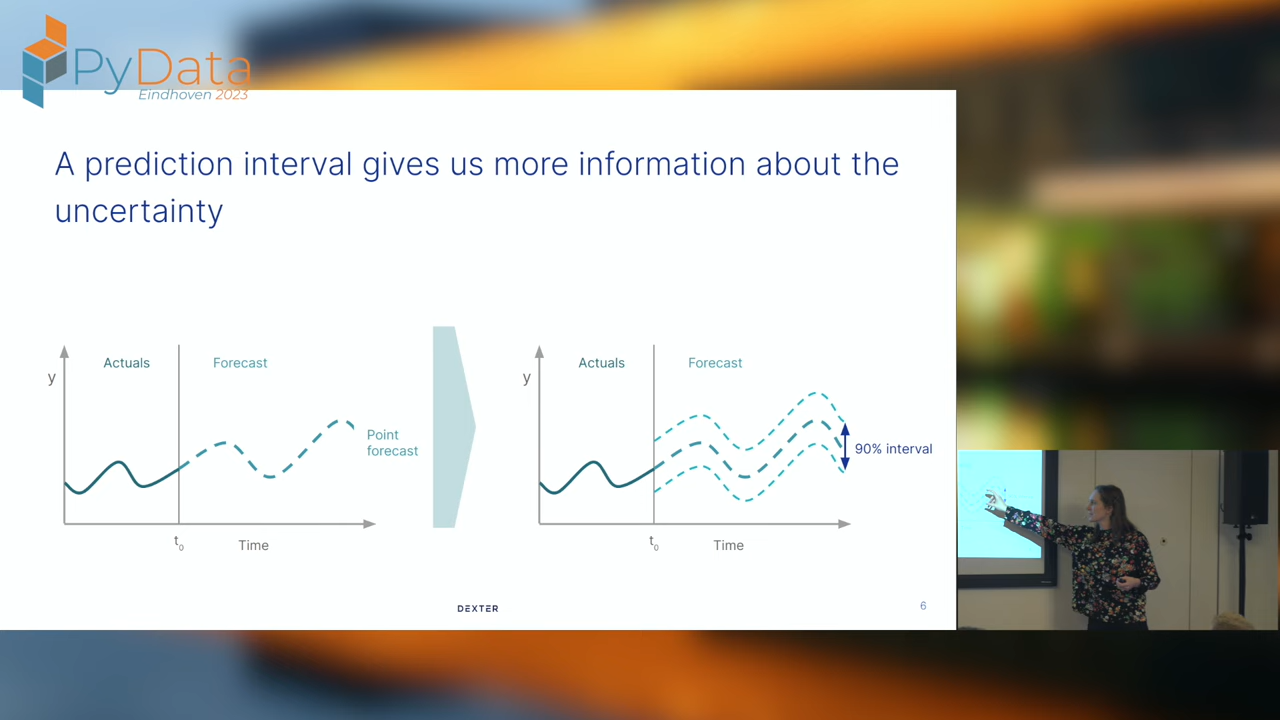 PyData
Eindhoven 2023
A prediction interval gives us more information about the
uncertainty
y
Actuals
Forecast
Point
forecast
t0
Time
y
Actuals
Forecast
90% interval
t0
Time
DEXTER
6